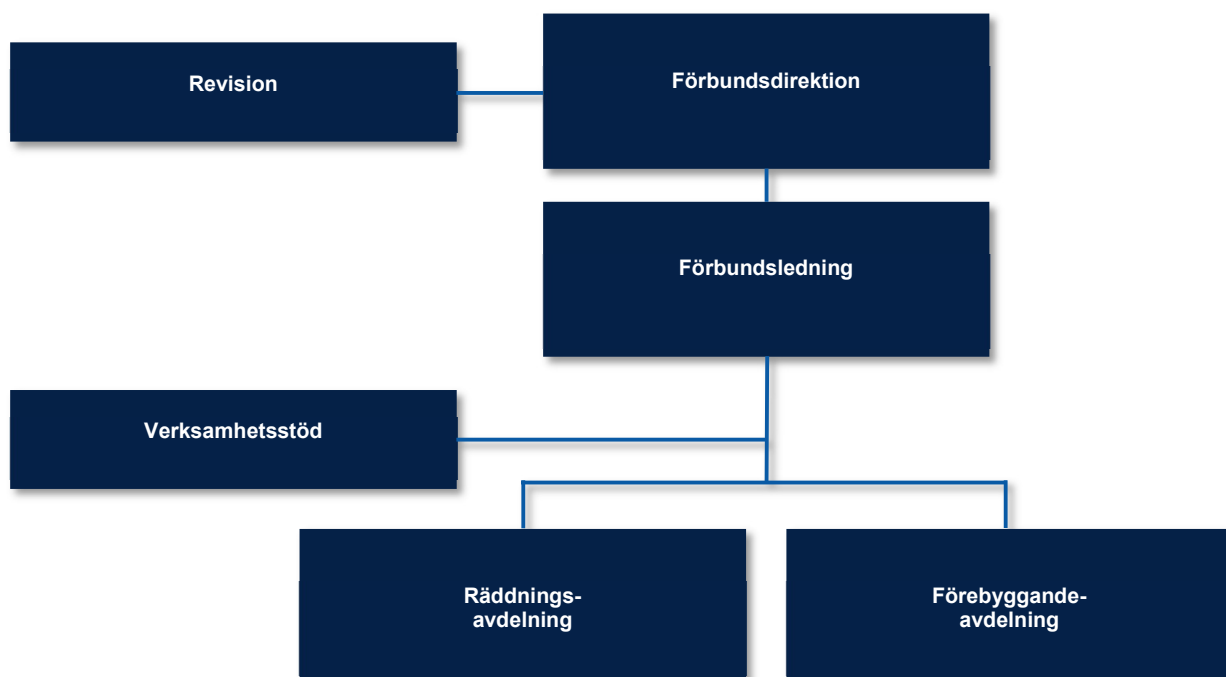 Revision
Förbundsdirektion
Förbundsledning
Verksamhetsstöd
Räddnings-
avdelning
Förebyggande-
avdelning